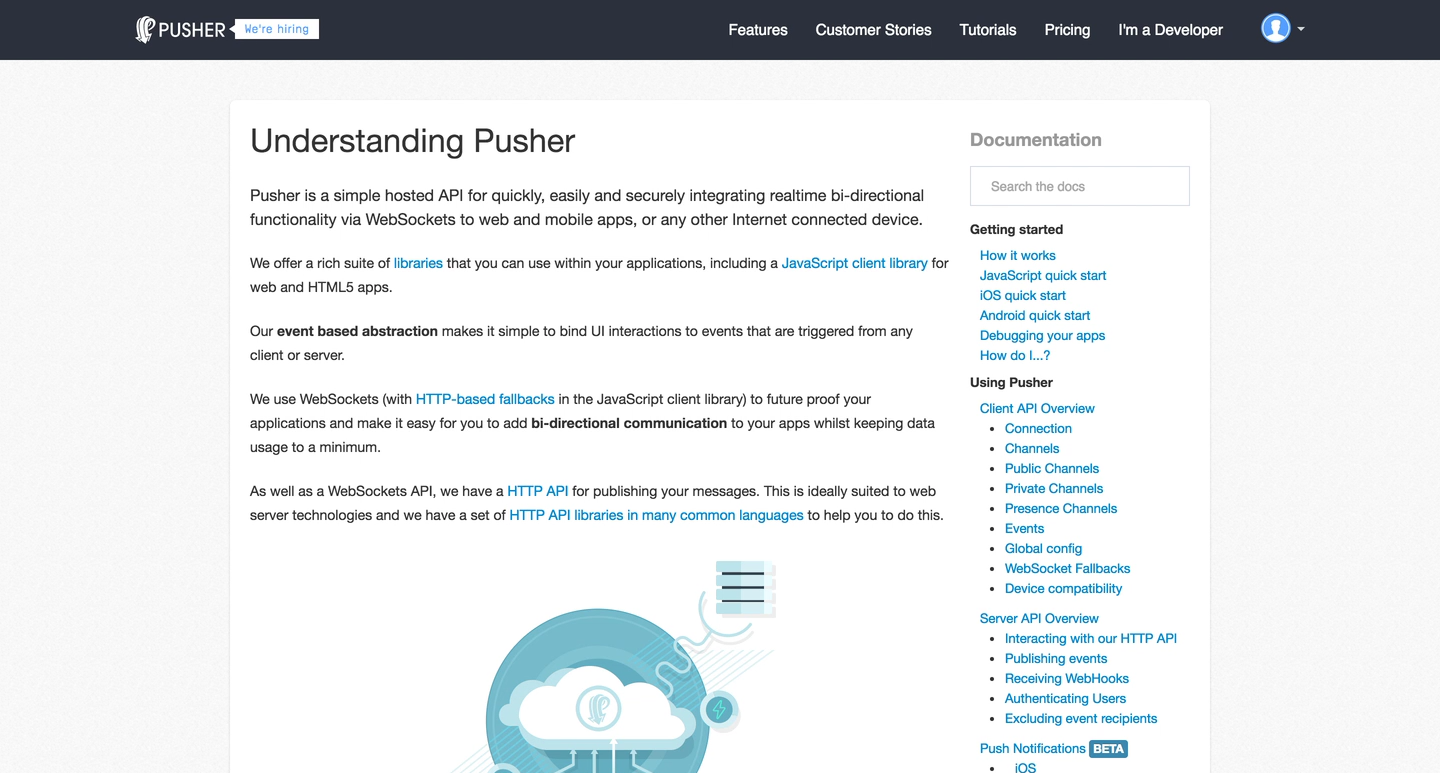 PUSHER
We're hiring
Features
Customer Stories
Tutorials
Pricing
I'm a Developer
Understanding Pusher
Pusher is a simple hosted API for quickly, easily and securely integrating realtime bi-directional
functionality via WebSockets to web and mobile apps, or any other Internet connected device.
We offer a rich suite of libraries that you can use within your applications, including a JavaScript client library for
web and HTML5 apps.
Our event based abstraction makes it simple to bind UI interactions to events that are triggered from any
client or server.
We use WebSockets (with HTTP-based fallbacks in the JavaScript client library) to future proof your
applications and make it easy for you to add bi-directional communication to your apps whilst keeping data
usage to a minimum.
As well as a WebSockets API, we have a HTTP API for publishing your messages. This is ideally suited to web
server technologies and we have a set of HTTP API libraries in many common languages to help you to do this.
Documentation
Search the docs
Getting started
How it works
JavaScript quick start
iOS quick start
Android quick start
Debugging your apps
How do I...?
Using Pusher
Client API Overview
• Connection
• Channels
• Public Channels
• Private Channels
• Presence Channels
• Events
• Global config
• WebSocket Fallbacks
• Device compatibility
Server API Overview
• Interacting with our HTTP API
• Publishing events
• Receiving WebHooks
• Authenticating Users
• Excluding event recipients
Push Notifications BETA
• iOS